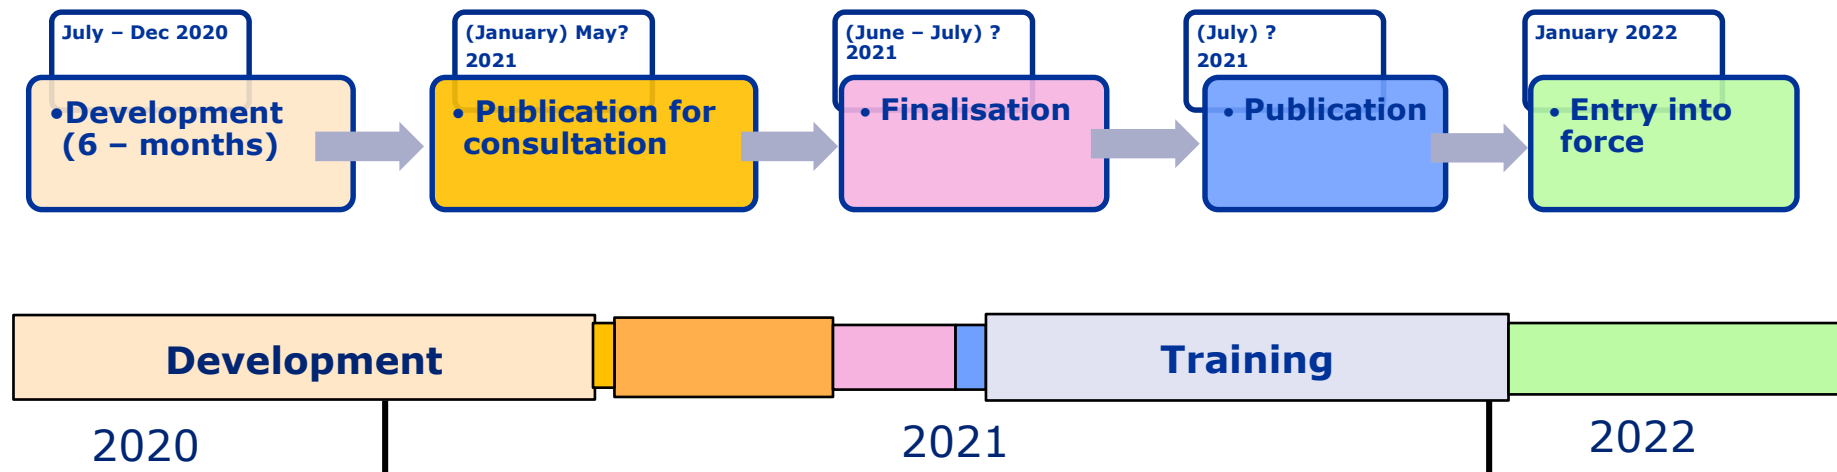 July – Dec 2020
•Development
(6 – months)
(January) May?
2021
• Publication for
consultation
(June – July) ?
2021
• Finalisation
(July) ?
2021
• Publication
January 2022
• Entry into
force
Development
Training
2020
2021
2022